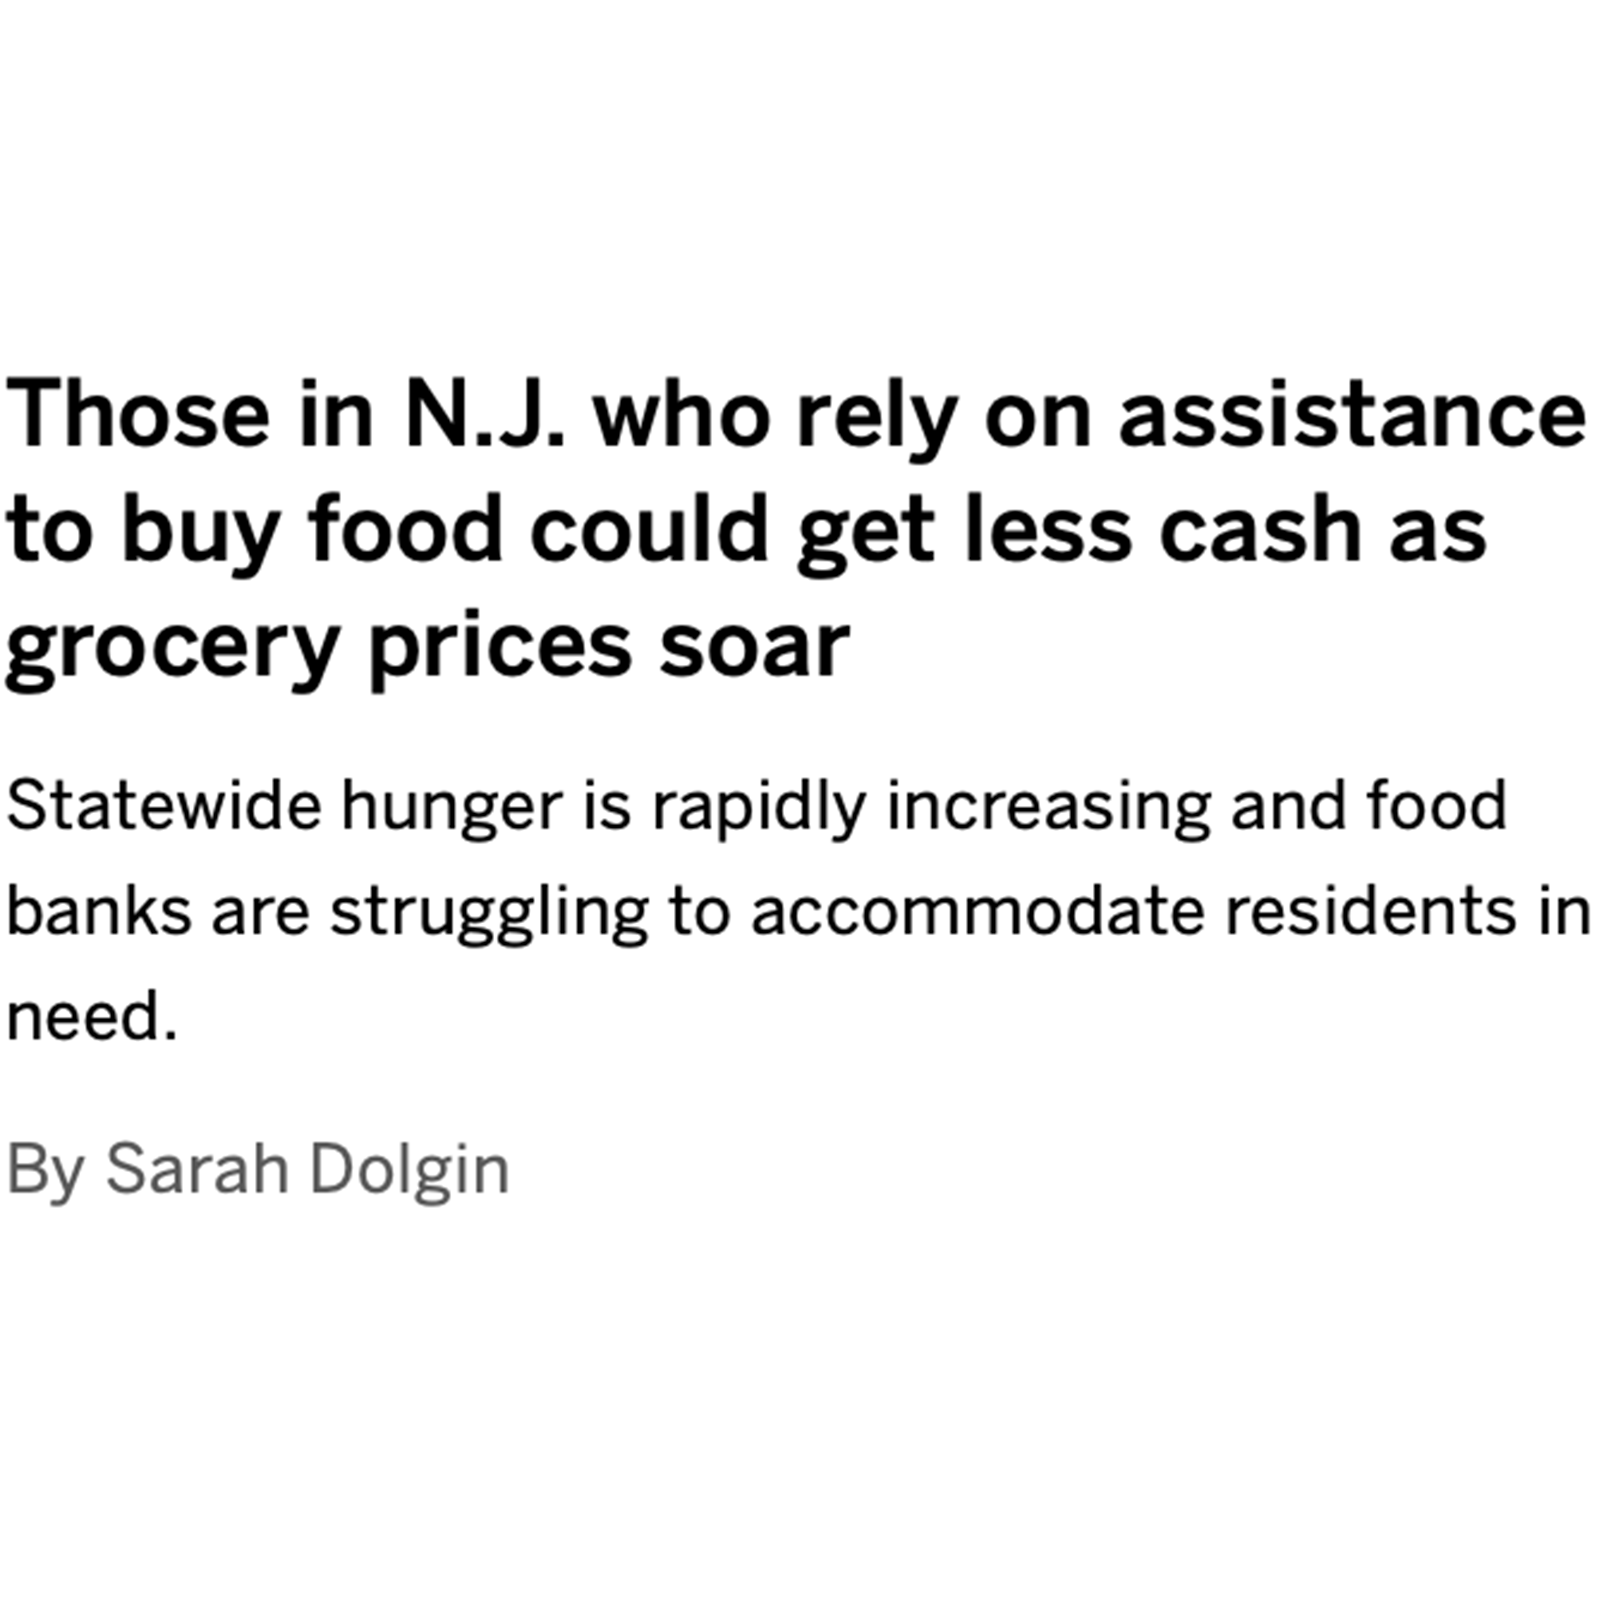 Those in N.J. who rely on assistance
to buy food could get less cash as
grocery prices soar
Statewide hunger is rapidly increasing and food
banks are struggling to accommodate residents in
need.
By Sarah Dolgin